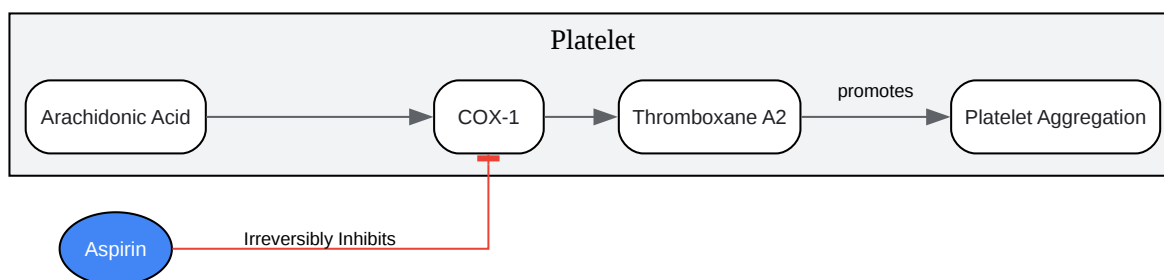 Platelet
Arachidonic Acid
COX-1
Thromboxane A2
promotes
Platelet Aggregation
Aspirin
Irreversibly Inhibits